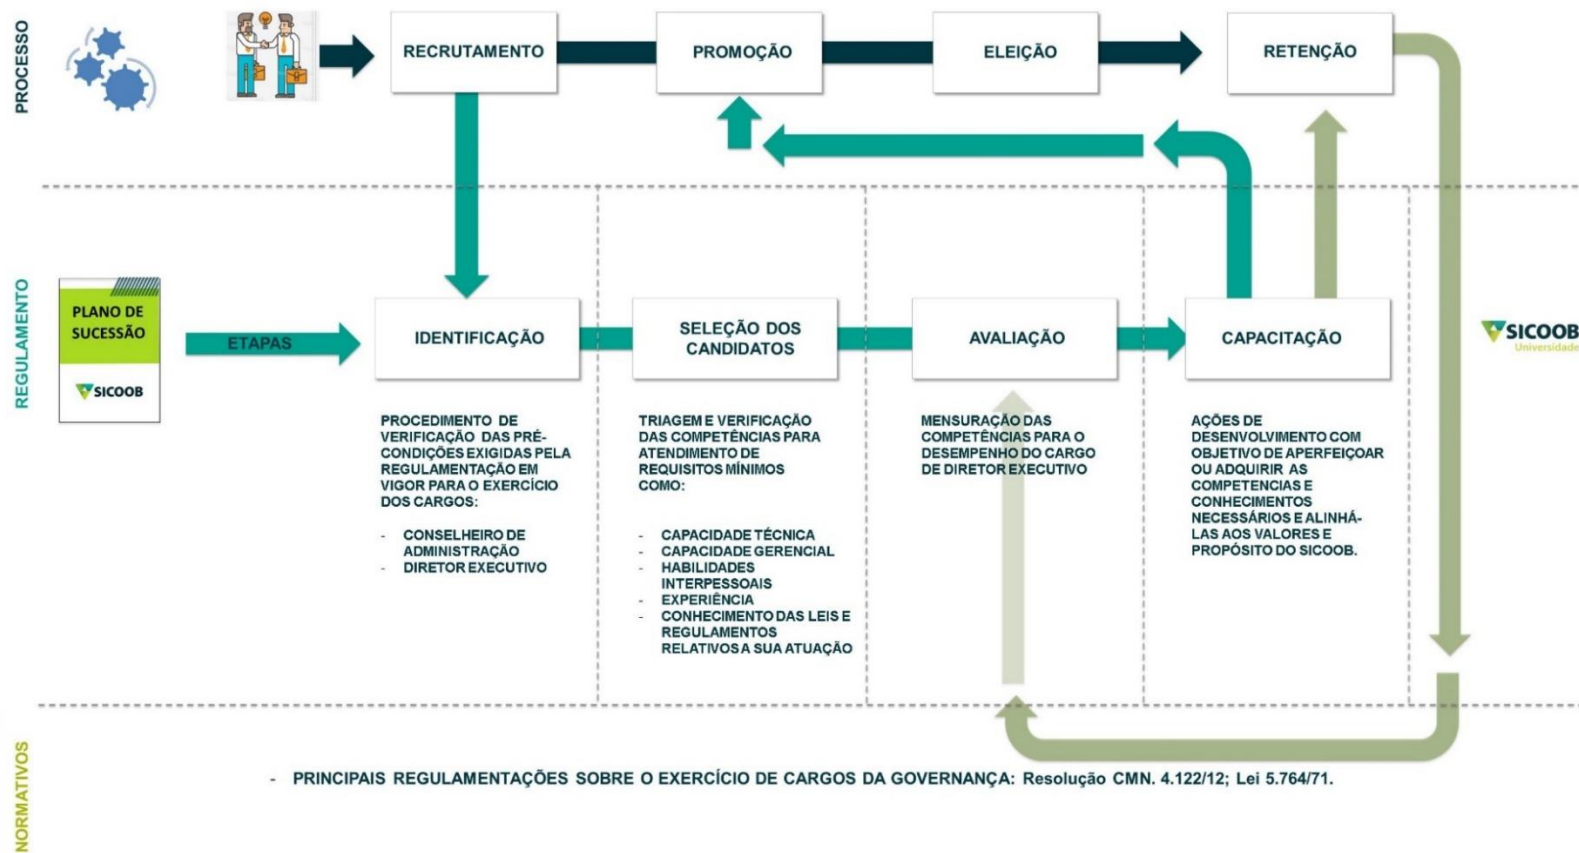 PROCESSO
RECRUTAMENTO
PROMOÇÃO
ELEIÇÃO
RETENÇÃO
REGULAMENTO
PLANO DE
SUCESSÃO
SICOOB
ETAPAS
IDENTIFICAÇÃO
SELEÇÃO DOS
CANDIDATOS
AVALIAÇÃO
CAPACITAÇÃO
SICOOB
Universidade
PROCEDIMENTO DE
VERIFICAÇÃO DAS PRÉ-
CONDIÇÕES EXIGIDAS PELA
REGULAMENTAÇÃO EM
VIGOR PARA O EXERCÍCIO
DOS CARGOS:
- CONSELHEIRO DE
ADMINISTRAÇÃO
- DIRETOR EXECUTIVO
TRIAGEM E VERIFICAÇÃO
DAS COMPETÊNCIAS PARA
ATENDIMENTO DE
REQUISITOS MÍNIMOS
COMO:
- CAPACIDADE TÉCNICA
- CAPACIDADE GERENCIAL
- HABILIDADES
INTERPESSOAIS
- EXPERIÊNCIA
- CONHECIMENTO DAS LEIS E
REGULAMENTOS
RELATIVOS A SUA ATUAÇÃO
MENSURAÇÃO DAS
COMPETÊNCIAS PARA O
DESEMPENHO DO CARGO
DE DIRETOR EXECUTIVO
AÇÕES DE
DESENVOLVIMENTO COM
OBJETIVO DE APERFEIÇOAR
OU ADQUIRIR AS
COMPETENCIAS E
CONHECIMENTOS
NECESSÁRIOS E ALINHÁ-
LAS AOS VALORES E
PROPÓSITO DO SICOOB.
NORMATIVOS
- PRINCIPAIS REGULAMENTAÇÕES SOBRE O EXERCÍCIO DE CARGOS DA GOVERNANÇA: Resolução CMN. 4.122/12; Lei 5.764/71.